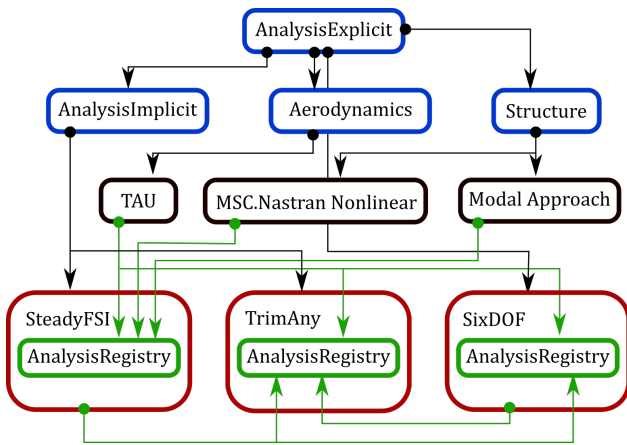 AnalysisExplicit
AnalysisImplicit
Aerodynamics
Structure
TAU
MSC.Nastran Nonlinear
Modal Approach
SteadyFSI
AnalysisRegistry
TrimAny
AnalysisRegistry
SixDOF
AnalysisRegistry